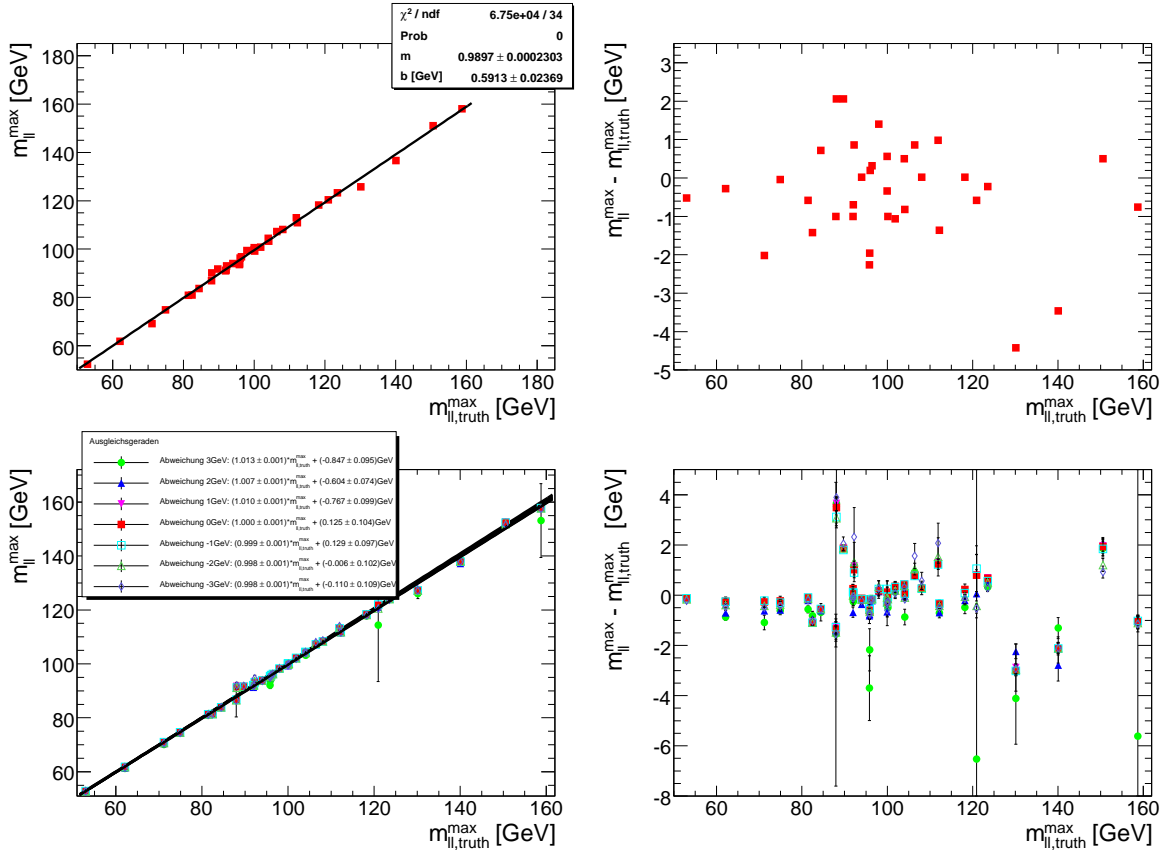 χ² / ndf 6.75e+04 / 34
Prob 0
m 0.9897 ± 0.0002303
b [GeV] 0.5913 ± 0.02369
m_ll^max [GeV]
180
160
140
120
100
80
60
60 80 100 120 140 160 180
m_ll,truth^max [GeV]
m_ll^max - m_ll,truth^max [GeV]
3
2
1
0
-1
-2
-3
-4
-5
60 80 100 120 140 160
m_ll,truth^max [GeV]
Ausgleichsgeraden
Abweichung 3GeV: (1.013 ± 0.001)*m_ll,truth^max + (-0.847 ± 0.095)GeV
Abweichung 2GeV: (1.007 ± 0.001)*m_ll,truth^max + (-0.604 ± 0.074)GeV
Abweichung 1GeV: (1.010 ± 0.001)*m_ll,truth^max + (-0.767 ± 0.099)GeV
Abweichung 0GeV: (1.000 ± 0.001)*m_ll,truth^max + (0.125 ± 0.104)GeV
Abweichung -1GeV: (0.999 ± 0.001)*m_ll,truth^max + (0.129 ± 0.097)GeV
Abweichung -2GeV: (0.998 ± 0.001)*m_ll,truth^max + (-0.006 ± 0.102)GeV
Abweichung -3GeV: (0.998 ± 0.001)*m_ll,truth^max + (-0.110 ± 0.109)GeV
m_ll^max [GeV]
160
140
120
100
80
60
60 80 100 120 140 160
m_ll,truth^max [GeV]
m_ll^max - m_ll,truth^max [GeV]
4
2
0
-2
-4
-6
-8
60 80 100 120 140 160
m_ll,truth^max [GeV]